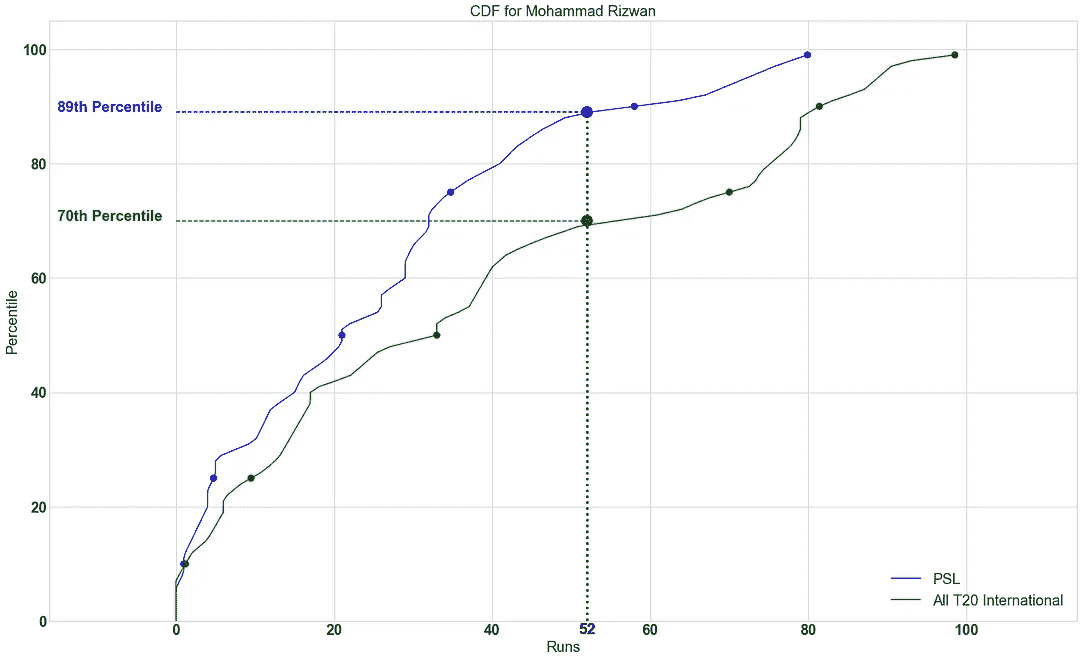 CDF for Mohammad Rizwan
100
89th Percentile
80
70th Percentile
60
Percentile
40
20
0
PSL
All T20 International
0 20 40 52 60 80 100
Runs